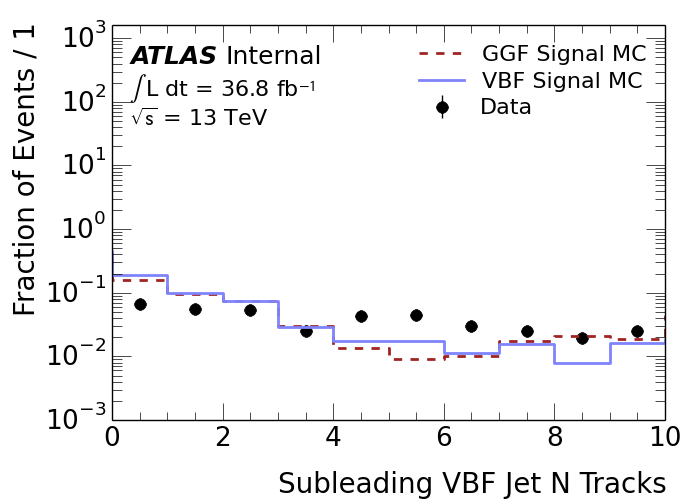 ATLAS Internal
∫L dt = 36.8 fb⁻¹
√s = 13 TeV
GGF Signal MC
VBF Signal MC
Data
Fraction of Events / 1
10³
10²
10¹
10⁰
10⁻¹
10⁻²
10⁻³
0 2 4 6 8 10
Subleading VBF Jet N Tracks